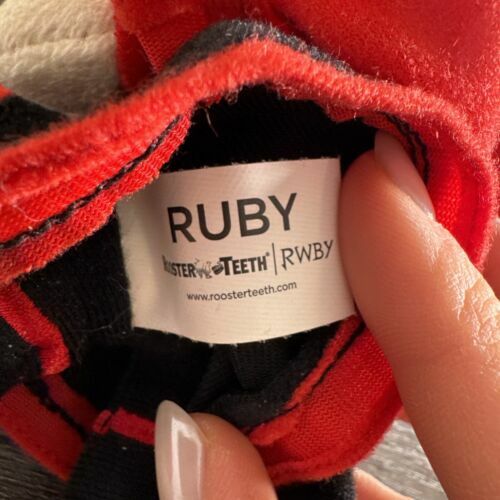 RUBY
ROOSTER TEETH® | RWBY
www.roosterteeth.com